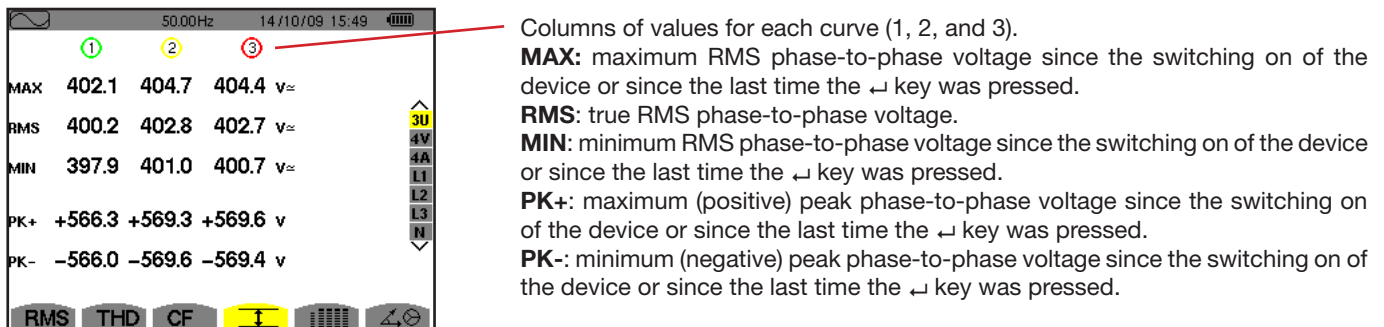 50.00Hz 14/10/09 15:49
1 2 3
MAX 402.1 404.7 404.4 V≃
RMS 400.2 402.8 402.7 V≃
MIN 397.9 401.0 400.7 V≃
PK+ +566.3 +569.3 +569.6 V
PK- -566.0 -569.6 -569.4 V
3U
4V
4A
L1
L2
L3
N
RMS THD CF
Columns of values for each curve (1, 2, and 3).
MAX: maximum RMS phase-to-phase voltage since the switching on of the
device or since the last time the ↵ key was pressed.
RMS: true RMS phase-to-phase voltage.
MIN: minimum RMS phase-to-phase voltage since the switching on of the device
or since the last time the ↵ key was pressed.
PK+: maximum (positive) peak phase-to-phase voltage since the switching on
of the device or since the last time the ↵ key was pressed.
PK-: minimum (negative) peak phase-to-phase voltage since the switching on of
the device or since the last time the ↵ key was pressed.